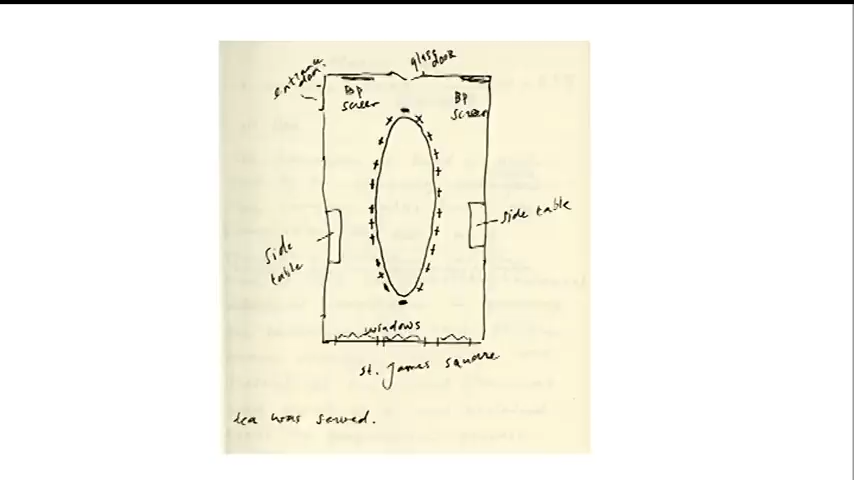 entrance
door
glass door
BP
screen
BP
screen
side table
side
table
windows
St. James Square
tea was served.